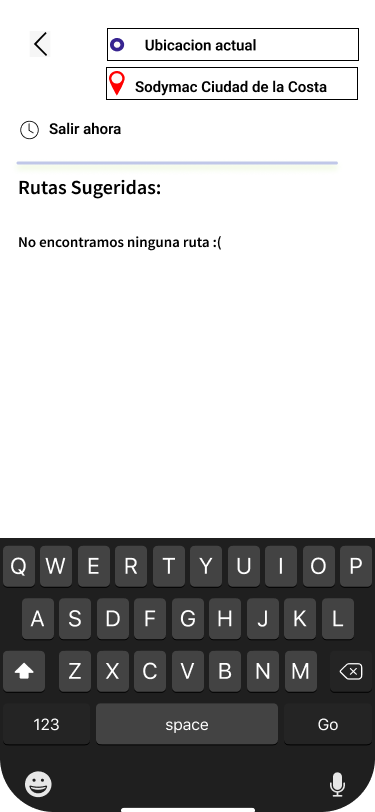 Ubicacion actual
Sodymac Ciudad de la Costa
Salir ahora
Rutas Sugeridas:
No encontramos ninguna ruta :(
Q W E R T Y U I O P
A S D F G H J K L
Z X C V B N M
123 space Go